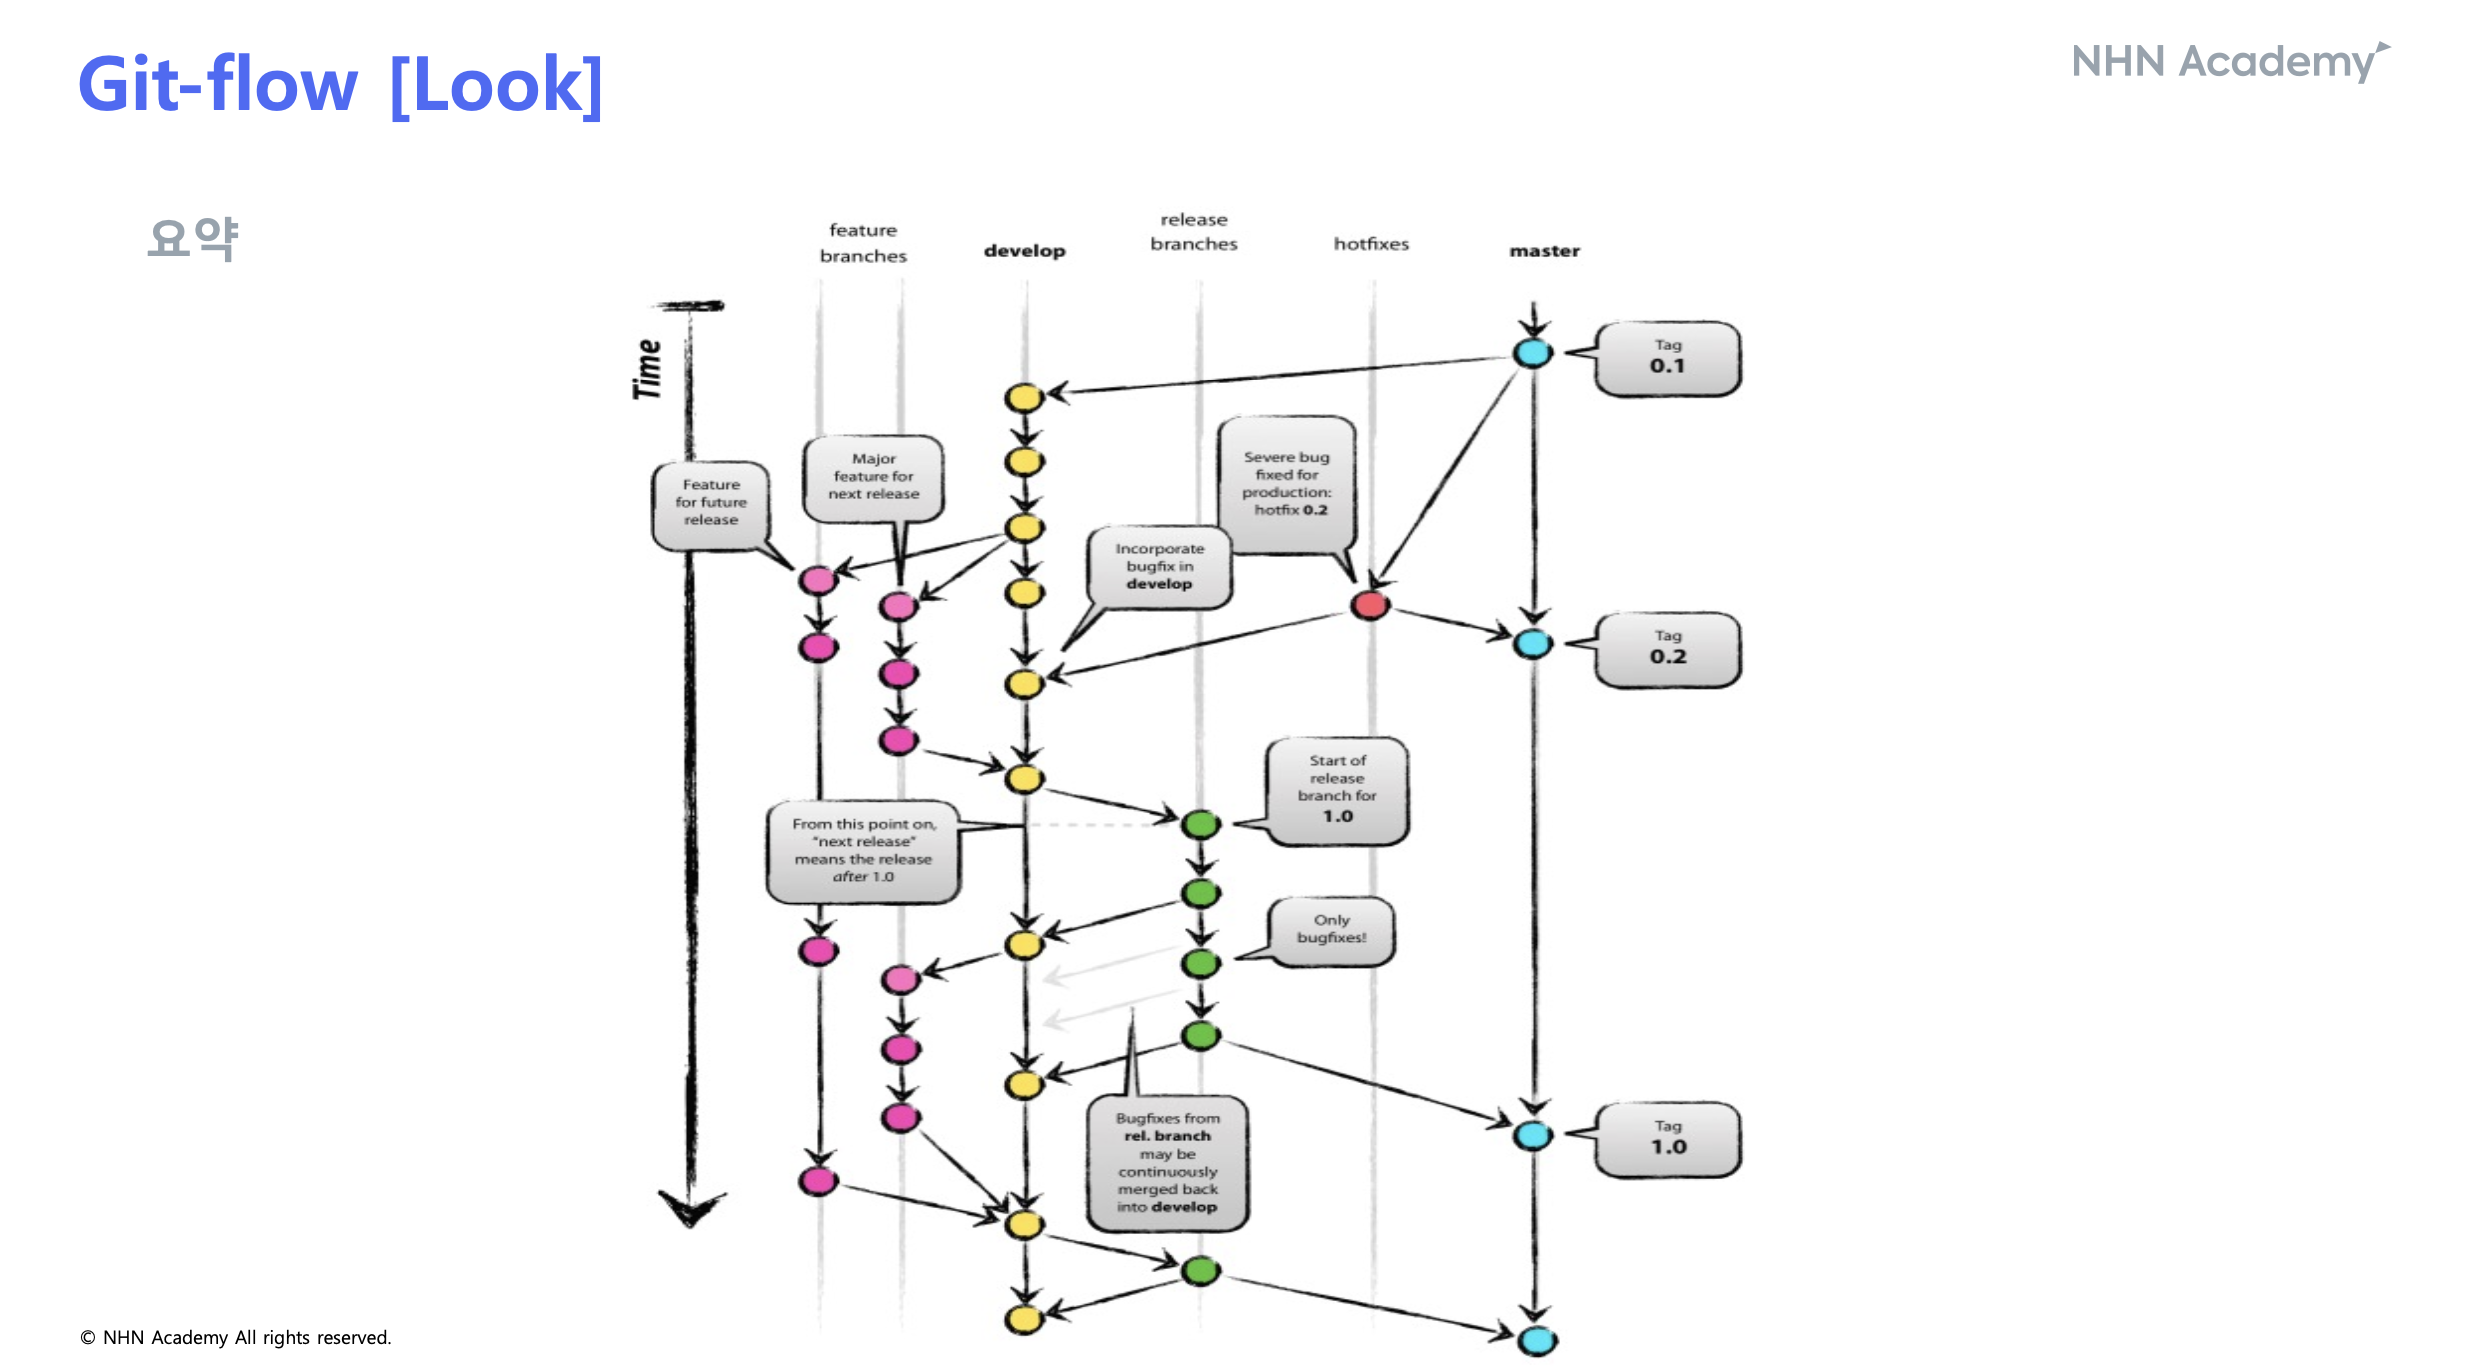 Git-flow [Look]
NHN Academy
요약
feature
branches
develop
release
branches
hotfixes
master
Time
Tag
0.1
Major
feature for
next release
Feature
for future
release
Severe bug
fixed for
production:
hotfix 0.2
Incorporate
bugfix in
develop
Tag
0.2
Start of
release
branch for
1.0
From this point on,
"next release"
means the release
after 1.0
Only
bugfixes!
Bugfixes from
rel. branch
may be
continuously
merged back
into develop
Tag
1.0
© NHN Academy All rights reserved.